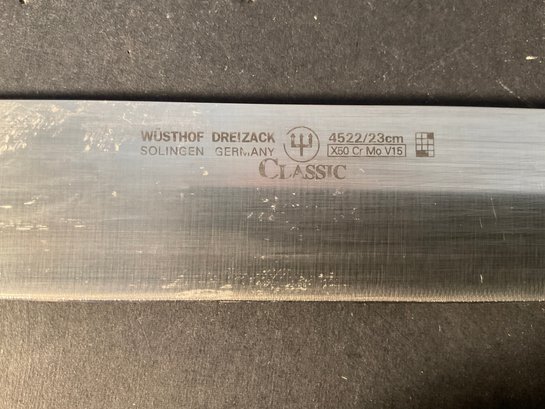 WÜSTHOF DREIZACK 4522/23cm
SOLINGEN GERMANY X50 Cr Mo V15
CLASSIC